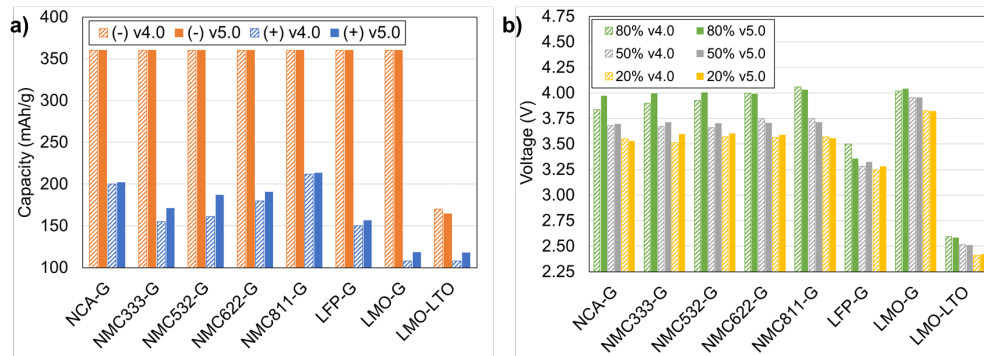 a)
(-) v4.0 (-) v5.0 (+) v4.0 (+) v5.0
Capacity (mAh/g)
400
350
300
250
200
150
100
NCA-G
NMC333-G
NMC532-G
NMC622-G
NMC811-G
LFP-G
LMO-G
LMO-LTO
b)
80% v4.0 80% v5.0
50% v4.0 50% v5.0
20% v4.0 20% v5.0
Voltage (V)
4.75
4.50
4.25
4.00
3.75
3.50
3.25
3.00
2.75
2.50
2.25
NCA-G
NMC333-G
NMC532-G
NMC622-G
NMC811-G
LFP-G
LMO-G
LMO-LTO